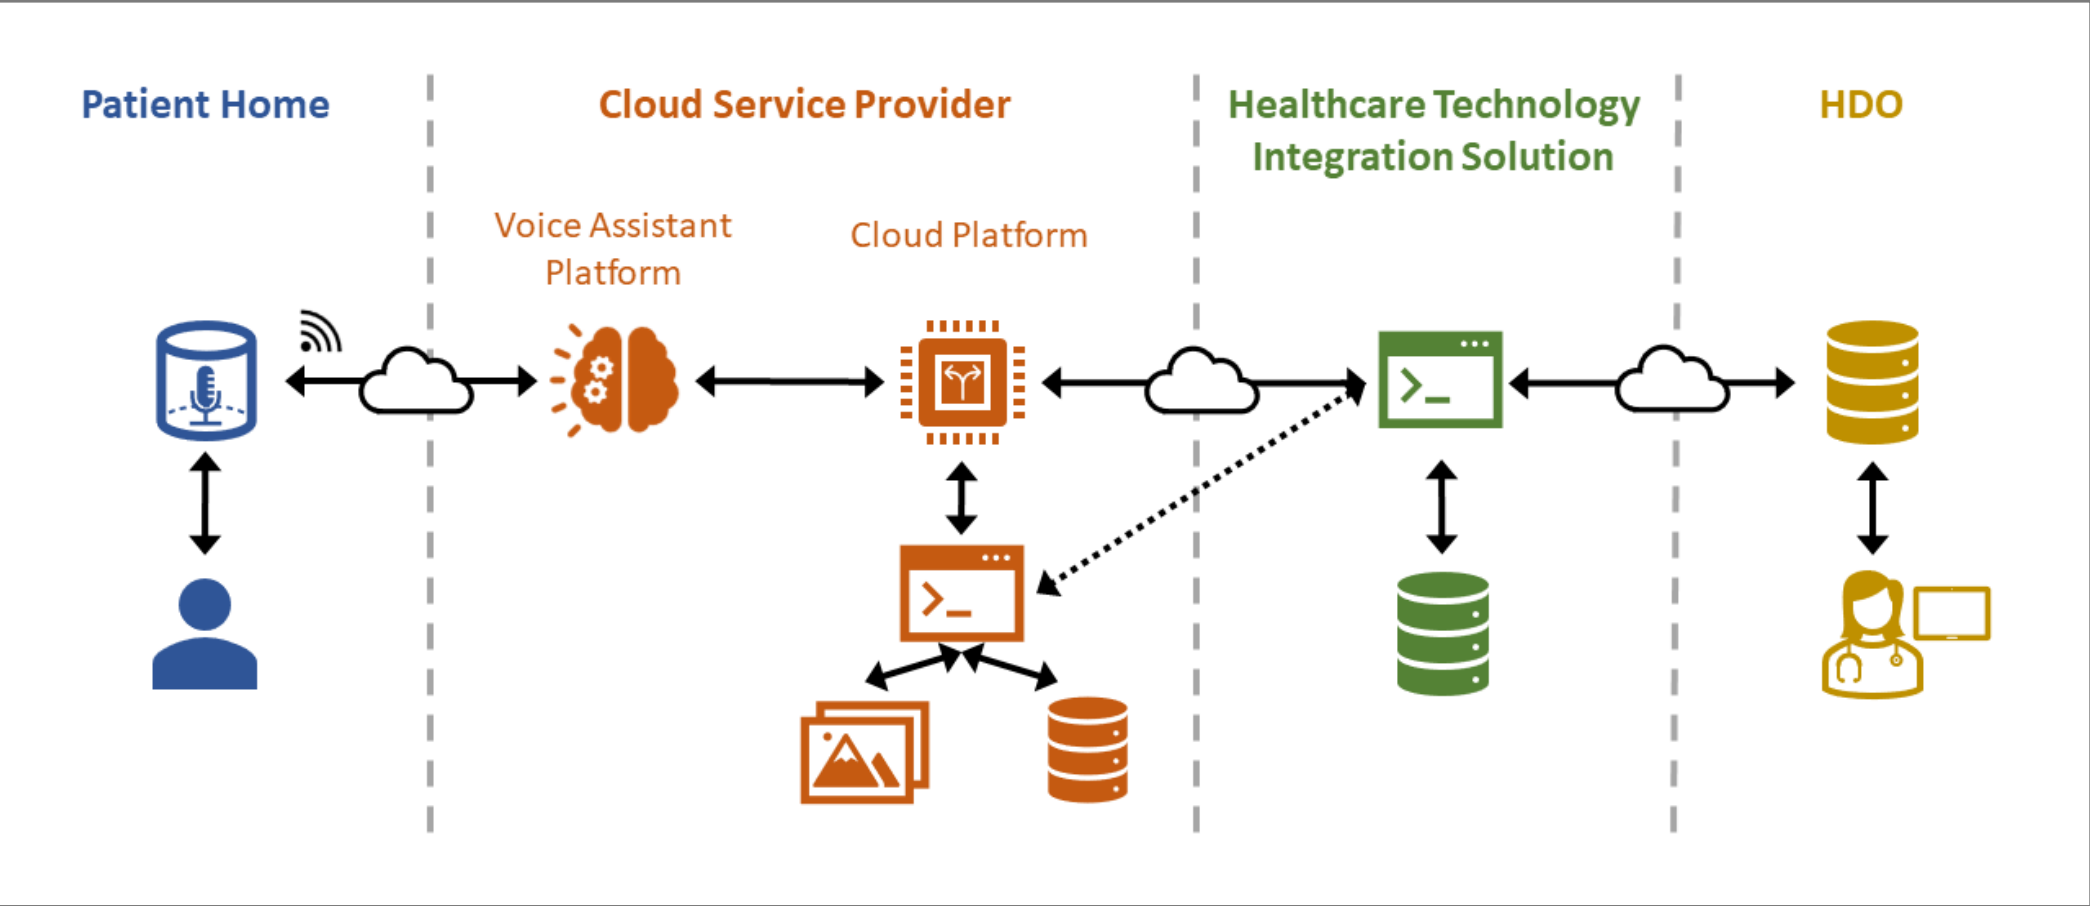 Patient Home
Cloud Service Provider
Healthcare Technology
Integration Solution
HDO
Voice Assistant
Platform
Cloud Platform
>_
>_